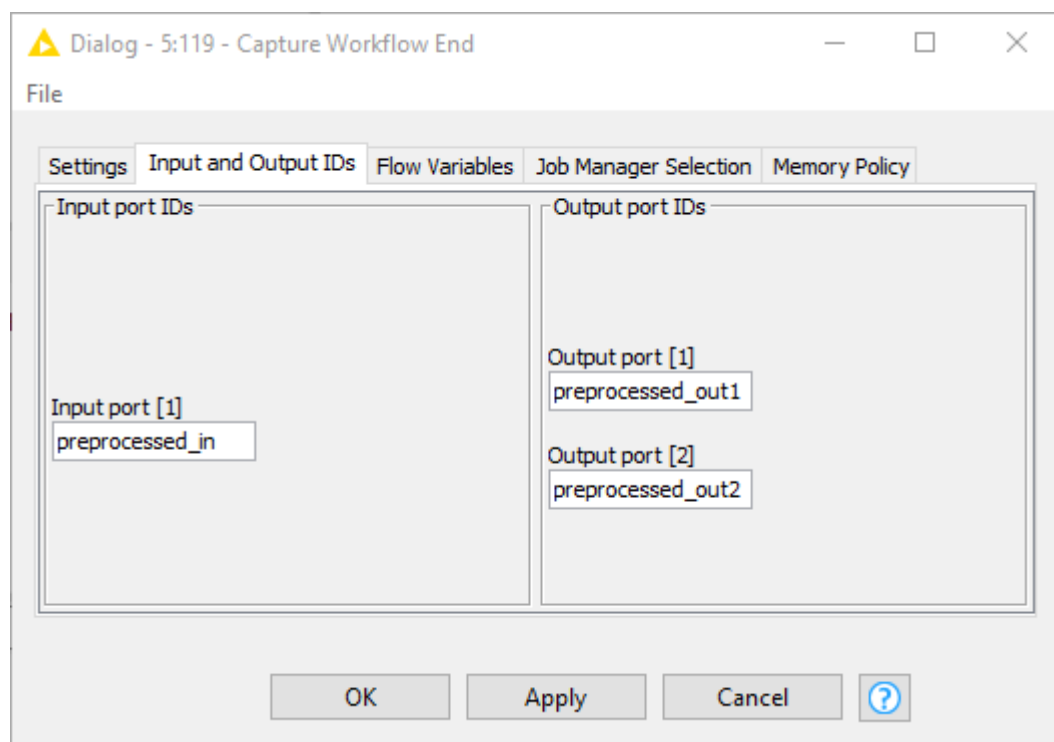 Dialog - 5:119 - Capture Workflow End
File
Settings Input and Output IDs Flow Variables Job Manager Selection Memory Policy
Input port IDs
Input port [1]
preprocessed_in
Output port IDs
Output port [1]
preprocessed_out1
Output port [2]
preprocessed_out2
OK Apply Cancel ?